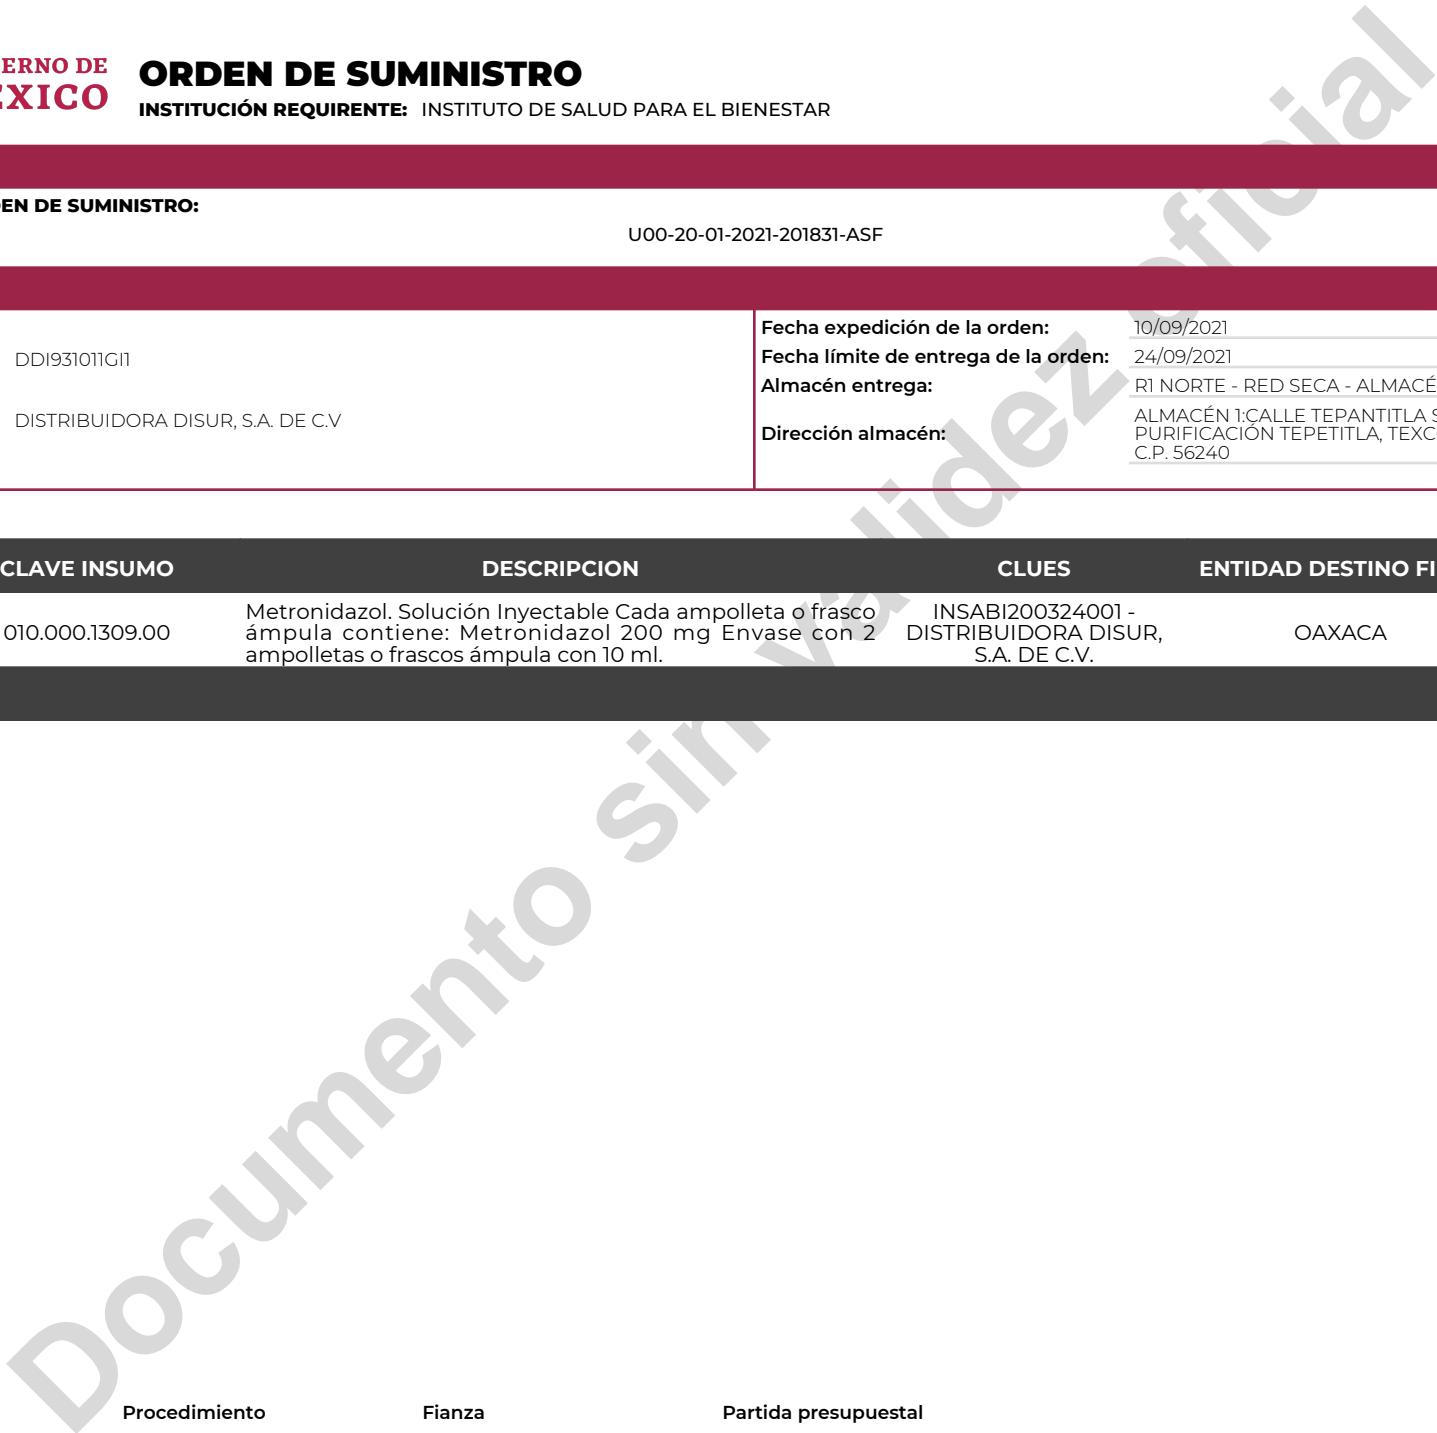 ERNO DE
EXICO
ORDEN DE SUMINISTRO
INSTITUCIÓN REQUIRENTE: INSTITUTO DE SALUD PARA EL BIENESTAR
EN DE SUMINISTRO:
U00-20-01-2021-201831-ASF
DDI931011GI1
DISTRIBUIDORA DISUR, S.A. DE C.V
Fecha expedición de la orden: 10/09/2021
Fecha límite de entrega de la orden: 24/09/2021
Almacén entrega: R1 NORTE - RED SECA - ALMACÉ
Dirección almacén: ALMACÉN 1:CALLE TEPANTITLA S
PURIFICACIÓN TEPETITLA, TEXC
C.P. 56240
CLAVE INSUMO DESCRIPCION CLUES ENTIDAD DESTINO FI
010.000.1309.00
Metronidazol. Solución Inyectable Cada ampolleta o frasco
ámpula contiene: Metronidazol 200 mg Envase con 2
ampolletas o frascos ámpula con 10 ml.
INSABI200324001 -
DISTRIBUIDORA DISUR,
S.A. DE C.V.
OAXACA
Documento sin validez oficial
Procedimiento Fianza Partida presupuestal